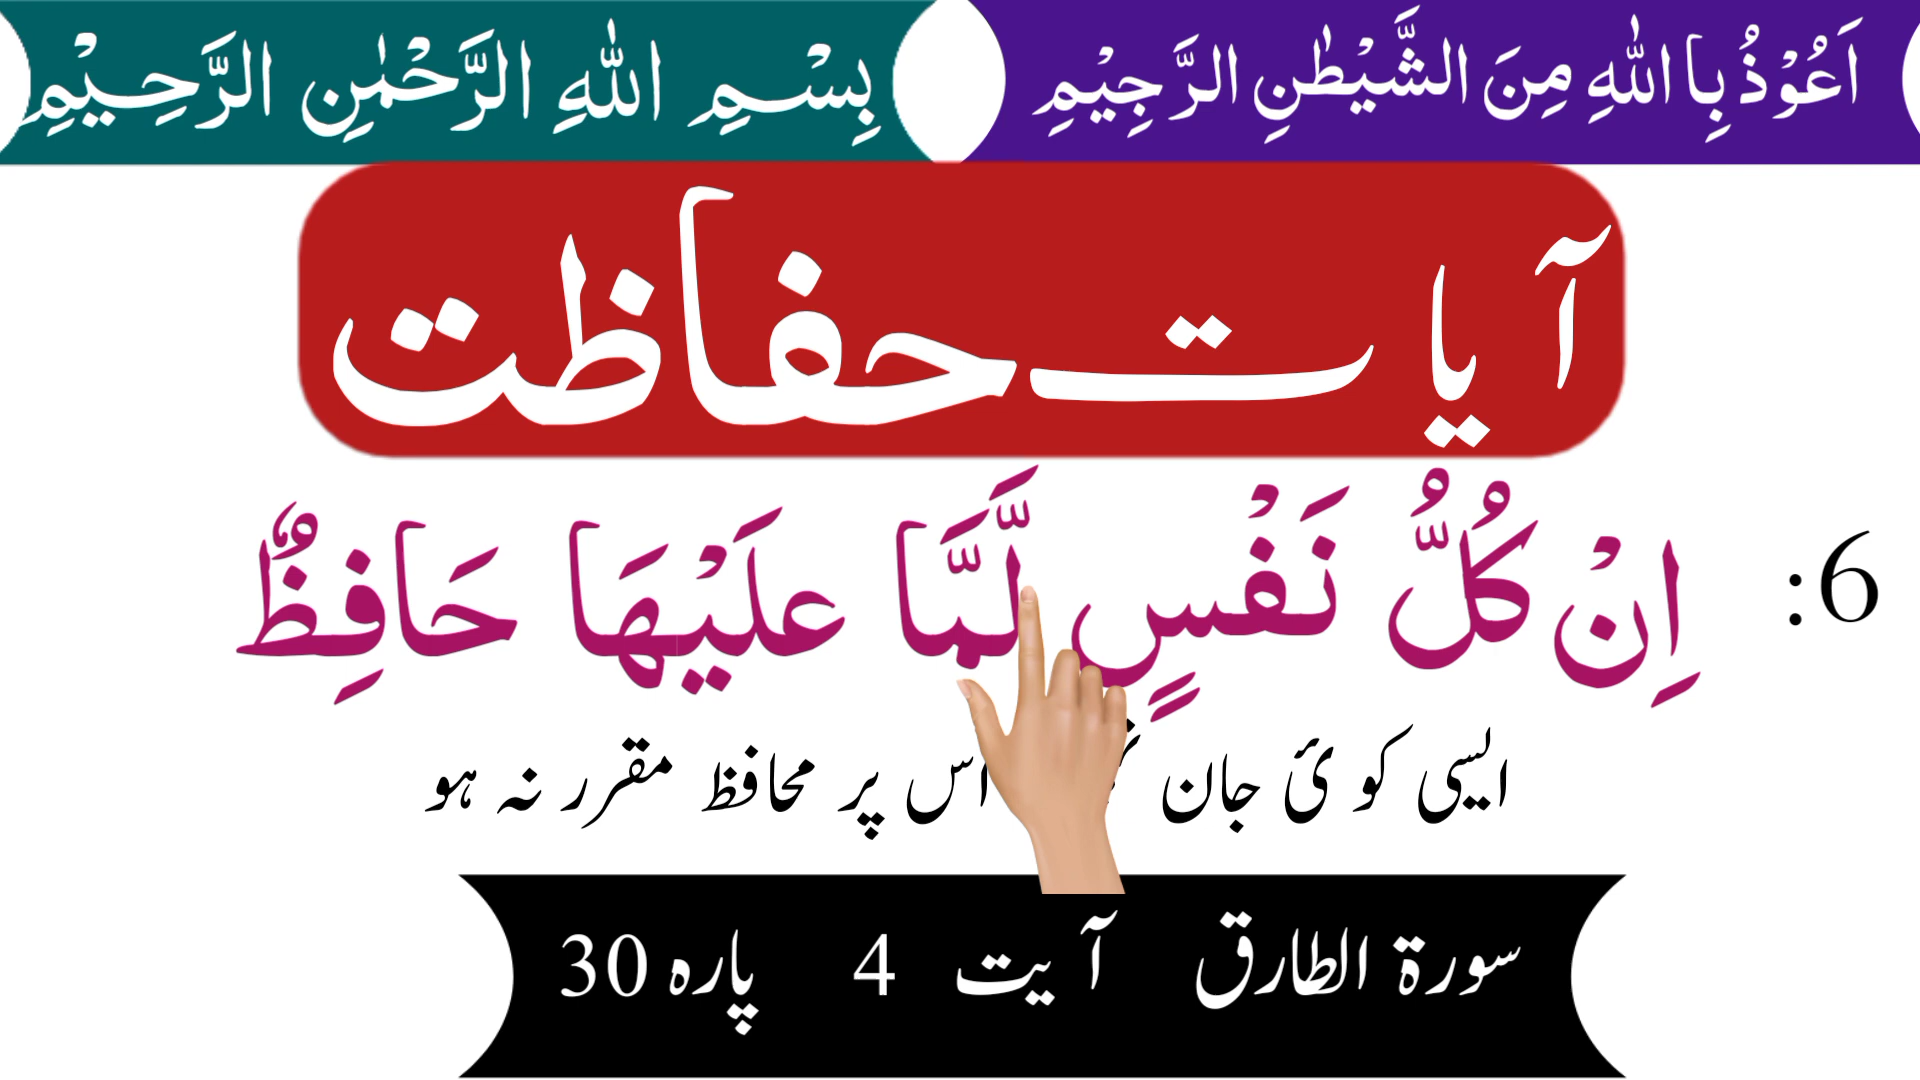 اَعُوْذُ بِا اللّٰهِ مِنَ الشَّيْطٰنِ الرَّجِيْمِ
بِسْمِ اللّٰهِ الرَّحْمٰنِ الرَّحِيْمِ
آیات حفاظت
6: اِنْ كُلُّ نَفْسٍ لَّمَّا عَلَيْهَا حَافِظٌ
ایسی کوئ جان اس پر محافظ مقرر نہ ہو
سورۃ الطارق آیت 4 پارہ 30